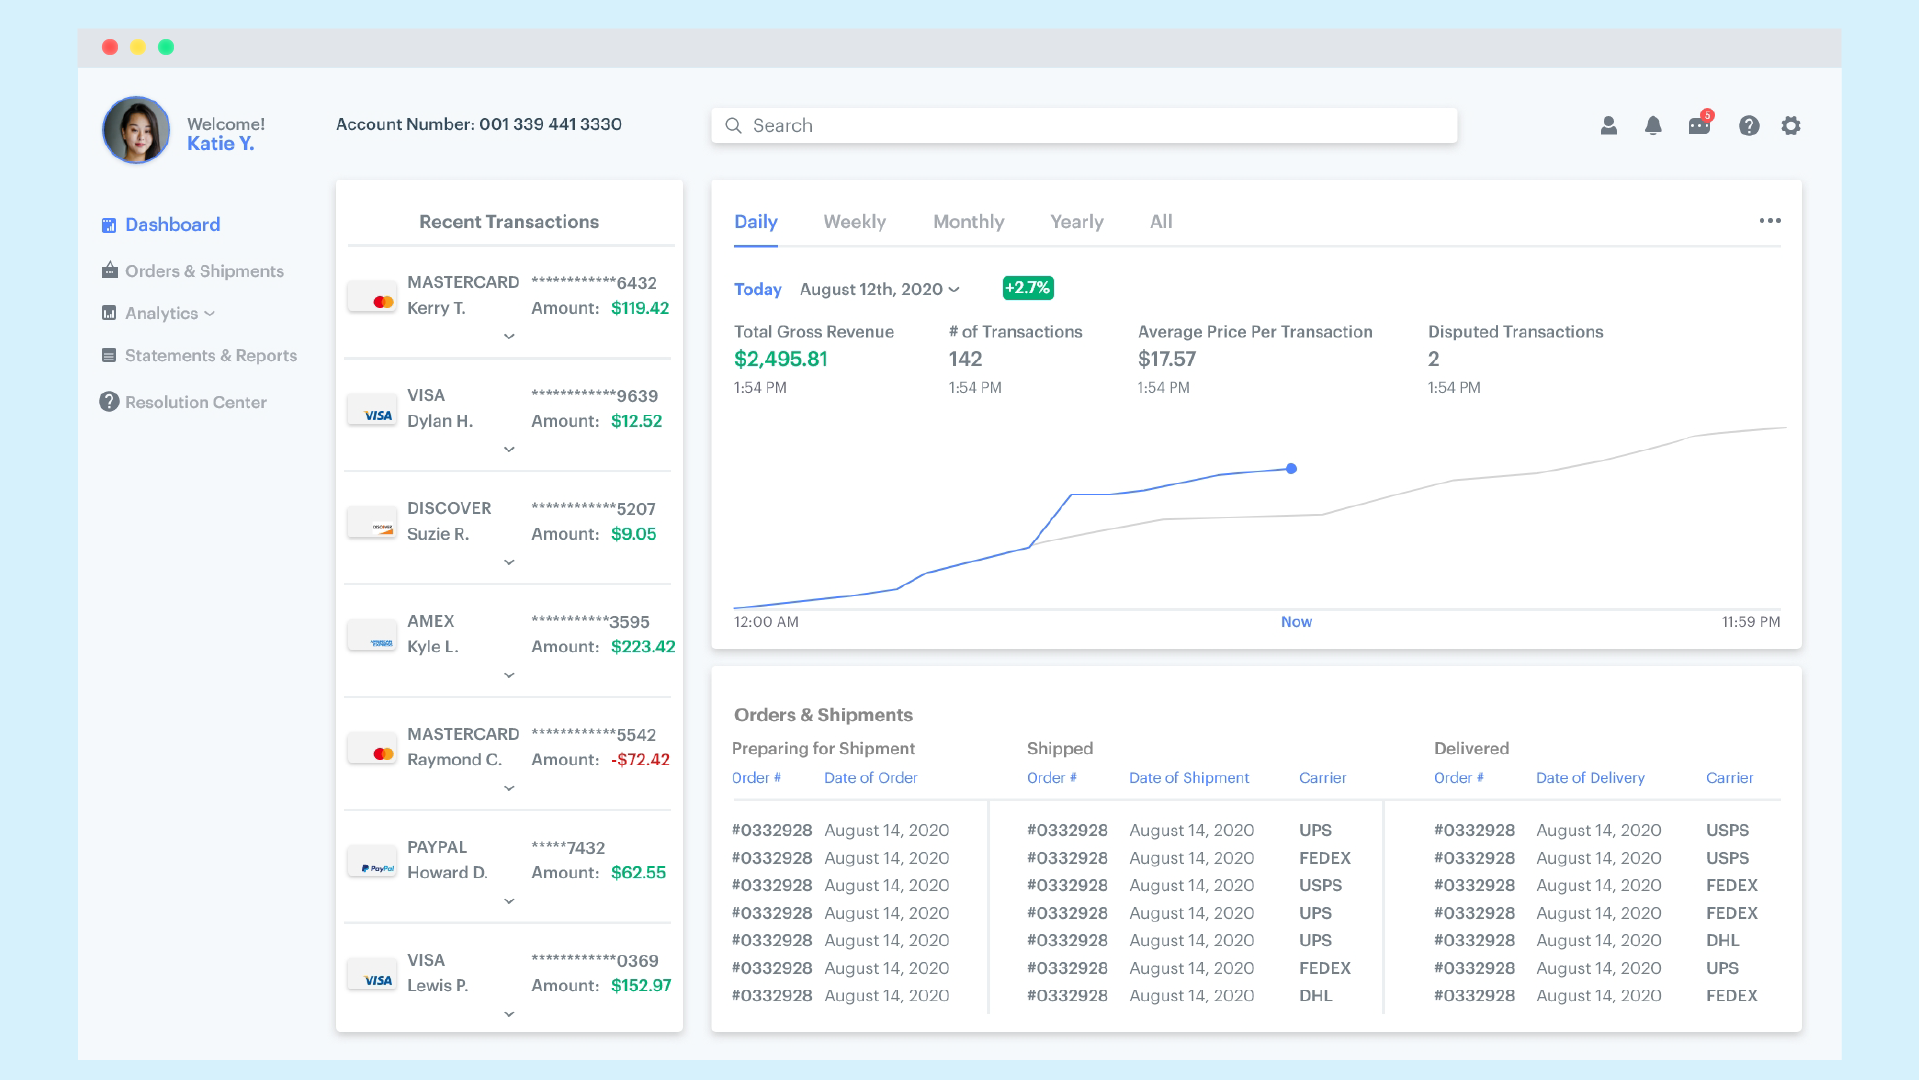 Welcome!
Katie Y.
Account Number: 001 339 441 3330
Search
5
Dashboard
Orders & Shipments
Analytics
Statements & Reports
Resolution Center
Recent Transactions
MASTERCARD ************6432
Kerry T. Amount: $119.42
VISA ************9639
VISA Dylan H. Amount: $12.52
DISCOVER ************5207
DISCOVER Suzie R. Amount: $9.05
AMEX ***********3595
AMERICAN EXPRESS Kyle L. Amount: $223.42
MASTERCARD ************5542
Raymond C. Amount: -$72.42
PAYPAL *****7432
PayPal Howard D. Amount: $62.55
VISA ************0369
VISA Lewis P. Amount: $152.97
Daily Weekly Monthly Yearly All
Today August 12th, 2020 +2.7%
Total Gross Revenue # of Transactions Average Price Per Transaction Disputed Transactions
$2,495.81 142 $17.57 2
1:54 PM 1:54 PM 1:54 PM 1:54 PM
12:00 AM Now 11:59 PM
Orders & Shipments
Preparing for Shipment Shipped Delivered
Order # Date of Order Order # Date of Shipment Carrier Order # Date of Delivery Carrier
#0332928 August 14, 2020 #0332928 August 14, 2020 UPS #0332928 August 14, 2020 USPS
#0332928 August 14, 2020 #0332928 August 14, 2020 FEDEX #0332928 August 14, 2020 USPS
#0332928 August 14, 2020 #0332928 August 14, 2020 USPS #0332928 August 14, 2020 FEDEX
#0332928 August 14, 2020 #0332928 August 14, 2020 UPS #0332928 August 14, 2020 FEDEX
#0332928 August 14, 2020 #0332928 August 14, 2020 UPS #0332928 August 14, 2020 DHL
#0332928 August 14, 2020 #0332928 August 14, 2020 FEDEX #0332928 August 14, 2020 UPS
#0332928 August 14, 2020 #0332928 August 14, 2020 DHL #0332928 August 14, 2020 FEDEX